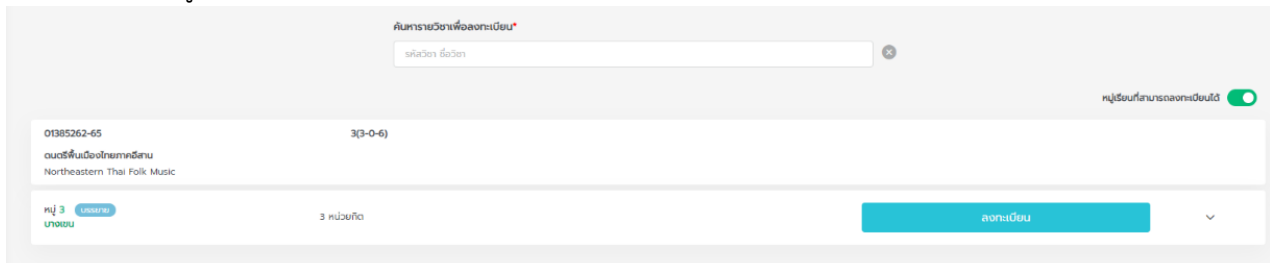 ค้นหารายวิชาเพื่อลงทะเบียน*
รหัสวิชา ชื่อวิชา
หมู่เรียนที่สามารถลงทะเบียนได้
01385262-65 3(3-0-6)
ดนตรีพื้นเมืองไทยภาคอีสาน
Northeastern Thai Folk Music
หมู่ 3 บรรยาย
บางเขน
3 หน่วยกิต
ลงทะเบียน